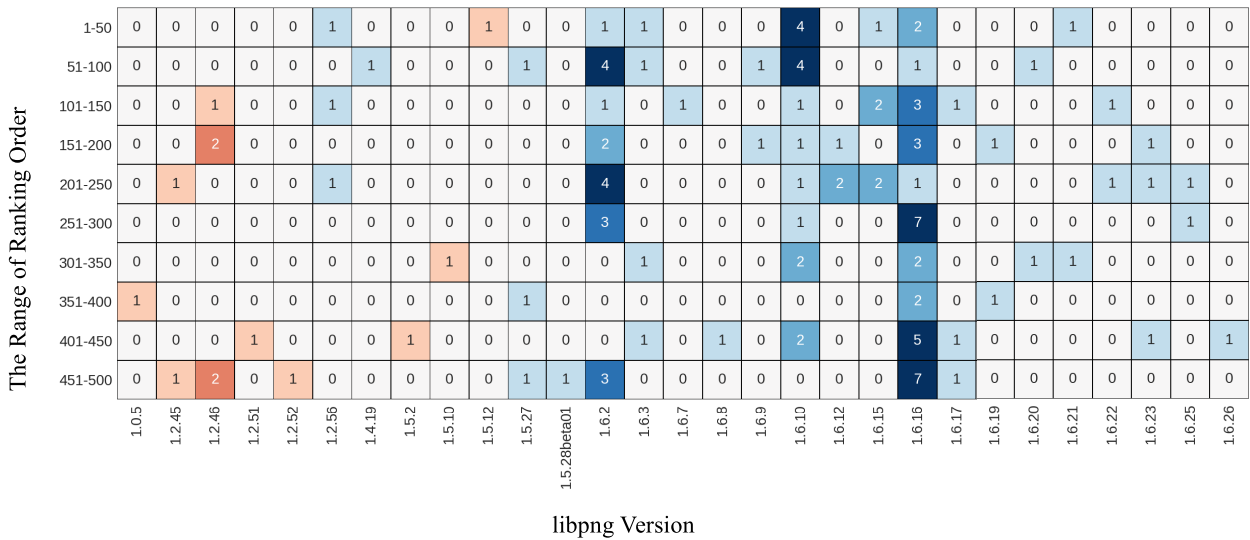 The Range of Ranking Order
1-50 0 0 0 0 0 1 0 0 0 1 0 0 1 1 0 0 0 4 0 1 2 0 0 0 1 0 0 0 0
51-100 0 0 0 0 0 0 1 0 0 0 1 0 4 1 0 0 1 4 0 0 1 0 0 1 0 0 0 0 0
101-150 0 0 1 0 0 1 0 0 0 0 0 0 1 0 1 0 0 1 0 2 3 1 0 0 0 1 0 0 0
151-200 0 0 2 0 0 0 0 0 0 0 0 0 2 0 0 0 1 1 1 0 3 0 1 0 0 0 1 0 0
201-250 0 1 0 0 0 1 0 0 0 0 0 0 4 0 0 0 0 1 2 2 1 0 0 0 0 1 1 1 0
251-300 0 0 0 0 0 0 0 0 0 0 0 0 3 0 0 0 0 1 0 0 7 0 0 0 0 0 0 1 0
301-350 0 0 0 0 0 0 0 0 1 0 0 0 0 1 0 0 0 2 0 0 2 0 0 1 1 0 0 0 0
351-400 1 0 0 0 0 0 0 0 0 0 1 0 0 0 0 0 0 0 0 0 2 0 1 0 0 0 0 0 0
401-450 0 0 0 1 0 0 0 1 0 0 0 0 0 1 0 1 0 2 0 0 5 1 0 0 0 0 1 0 1
451-500 0 1 2 0 1 0 0 0 0 0 1 1 3 0 0 0 0 0 0 0 7 1 0 0 0 0 0 0 0
1.0.5 1.2.45 1.2.46 1.2.51 1.2.52 1.2.56 1.4.19 1.5.2 1.5.10 1.5.12 1.5.27 1.5.28beta01 1.6.2 1.6.3 1.6.7 1.6.8 1.6.9 1.6.10 1.6.12 1.6.15 1.6.16 1.6.17 1.6.19 1.6.20 1.6.21 1.6.22 1.6.23 1.6.25 1.6.26
libpng Version